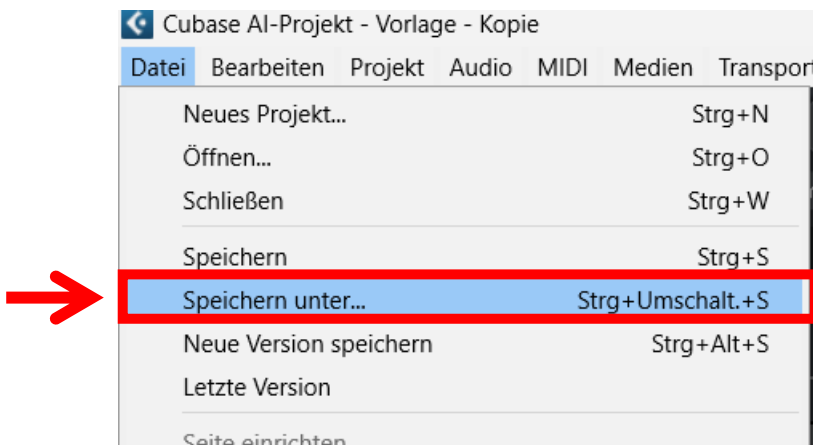 Cubase AI-Projekt - Vorlage - Kopie
Datei Bearbeiten Projekt Audio MIDI Medien Transport
Neues Projekt... Strg+N
Öffnen... Strg+O
Schließen Strg+W
Speichern Strg+S
Speichern unter... Strg+Umschalt.+S
Neue Version speichern Strg+Alt+S
Letzte Version
Seite einrichten